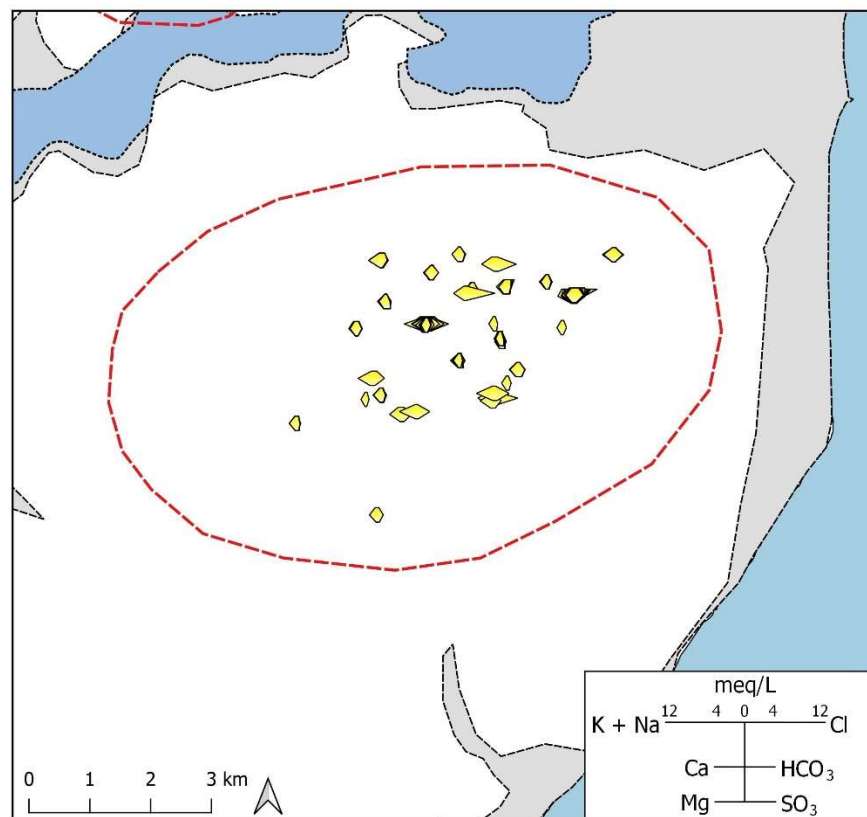 meq/L
12 4 0 4 12
K + Na Cl
Ca HCO₃
Mg SO₃
0 1 2 3 km